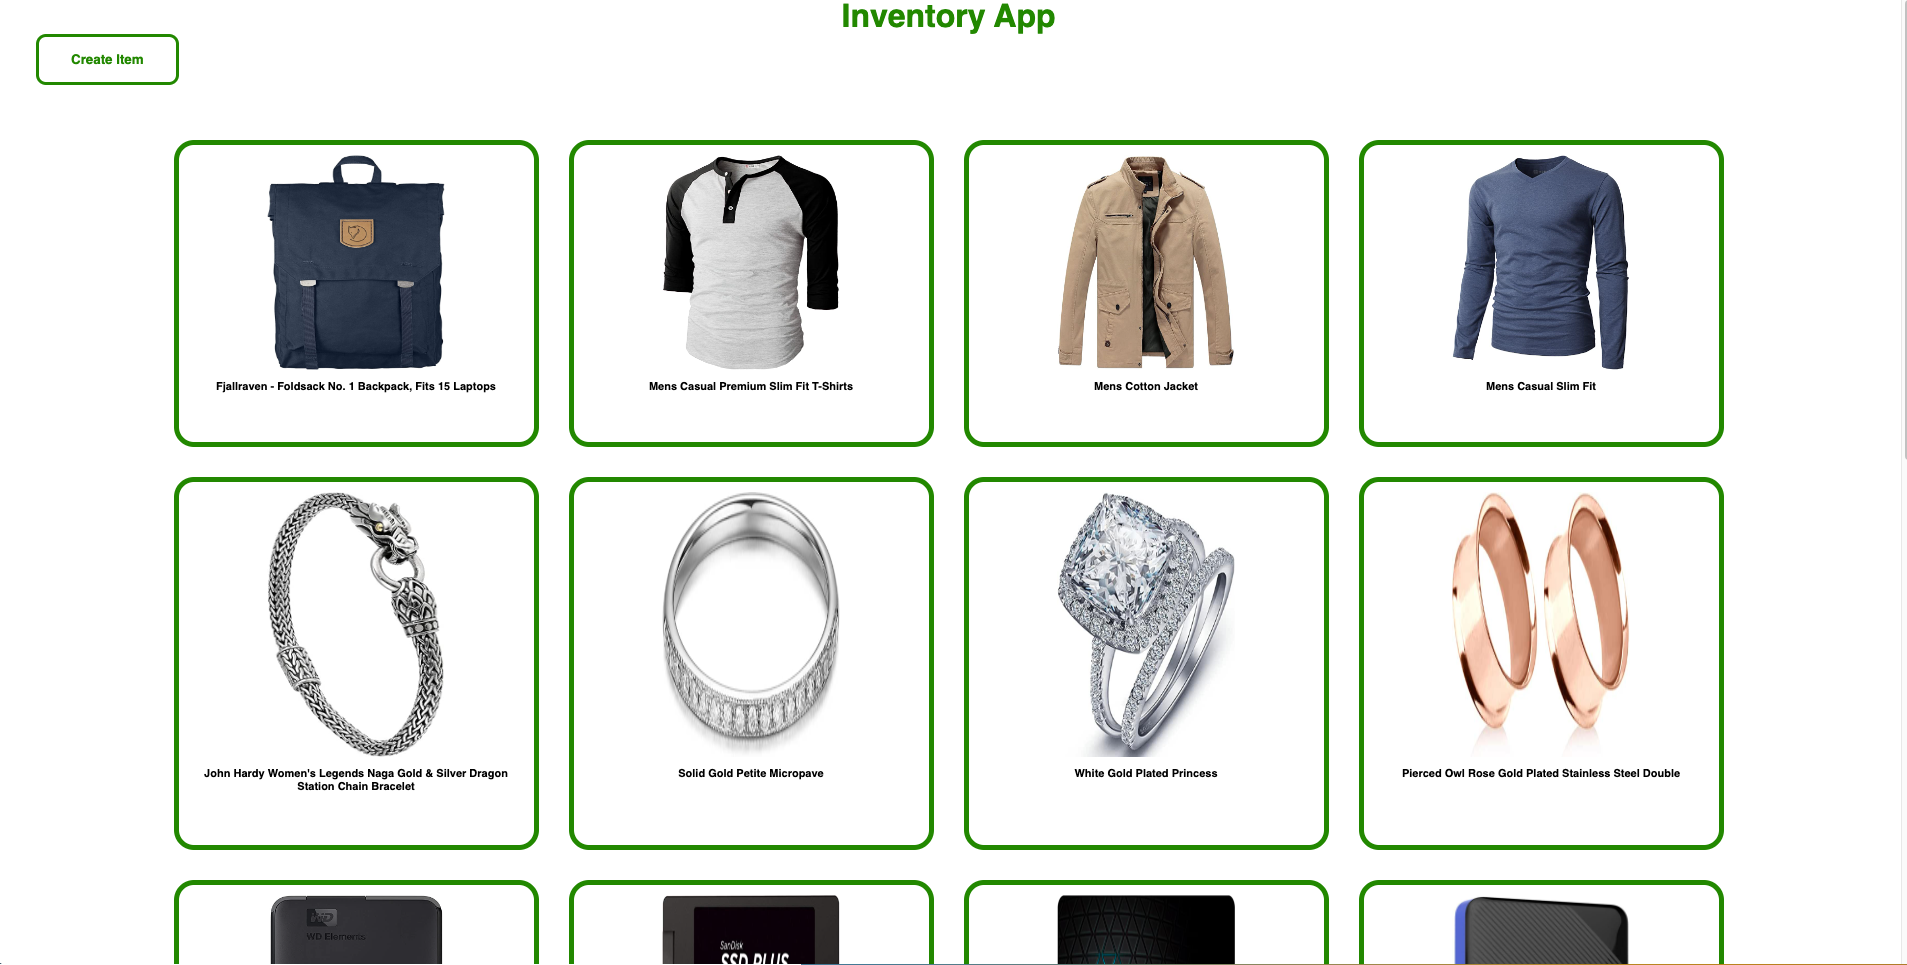 Inventory App
Create Item
Fjallraven - Foldsack No. 1 Backpack, Fits 15 Laptops
Mens Casual Premium Slim Fit T-Shirts
Mens Cotton Jacket
Mens Casual Slim Fit
John Hardy Women's Legends Naga Gold & Silver Dragon
Station Chain Bracelet
Solid Gold Petite Micropave
White Gold Plated Princess
Pierced Owl Rose Gold Plated Stainless Steel Double
WD
WD Elements
SanDisk
SSD PLUS